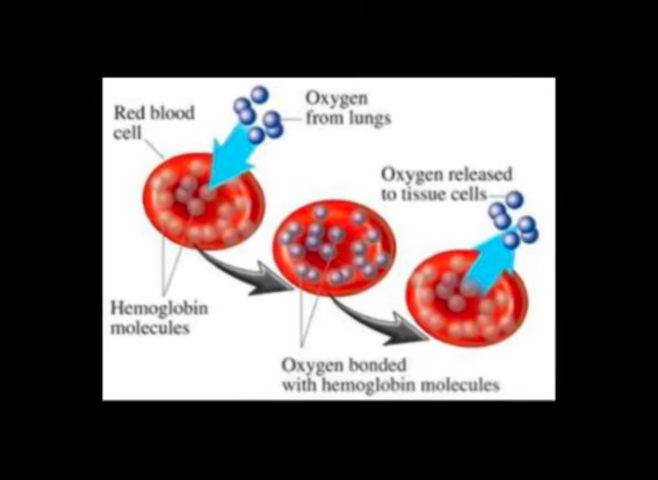 Oxygen
from lungs
Red blood
cell
Oxygen released
to tissue cells
Hemoglobin
molecules
Oxygen bonded
with hemoglobin molecules